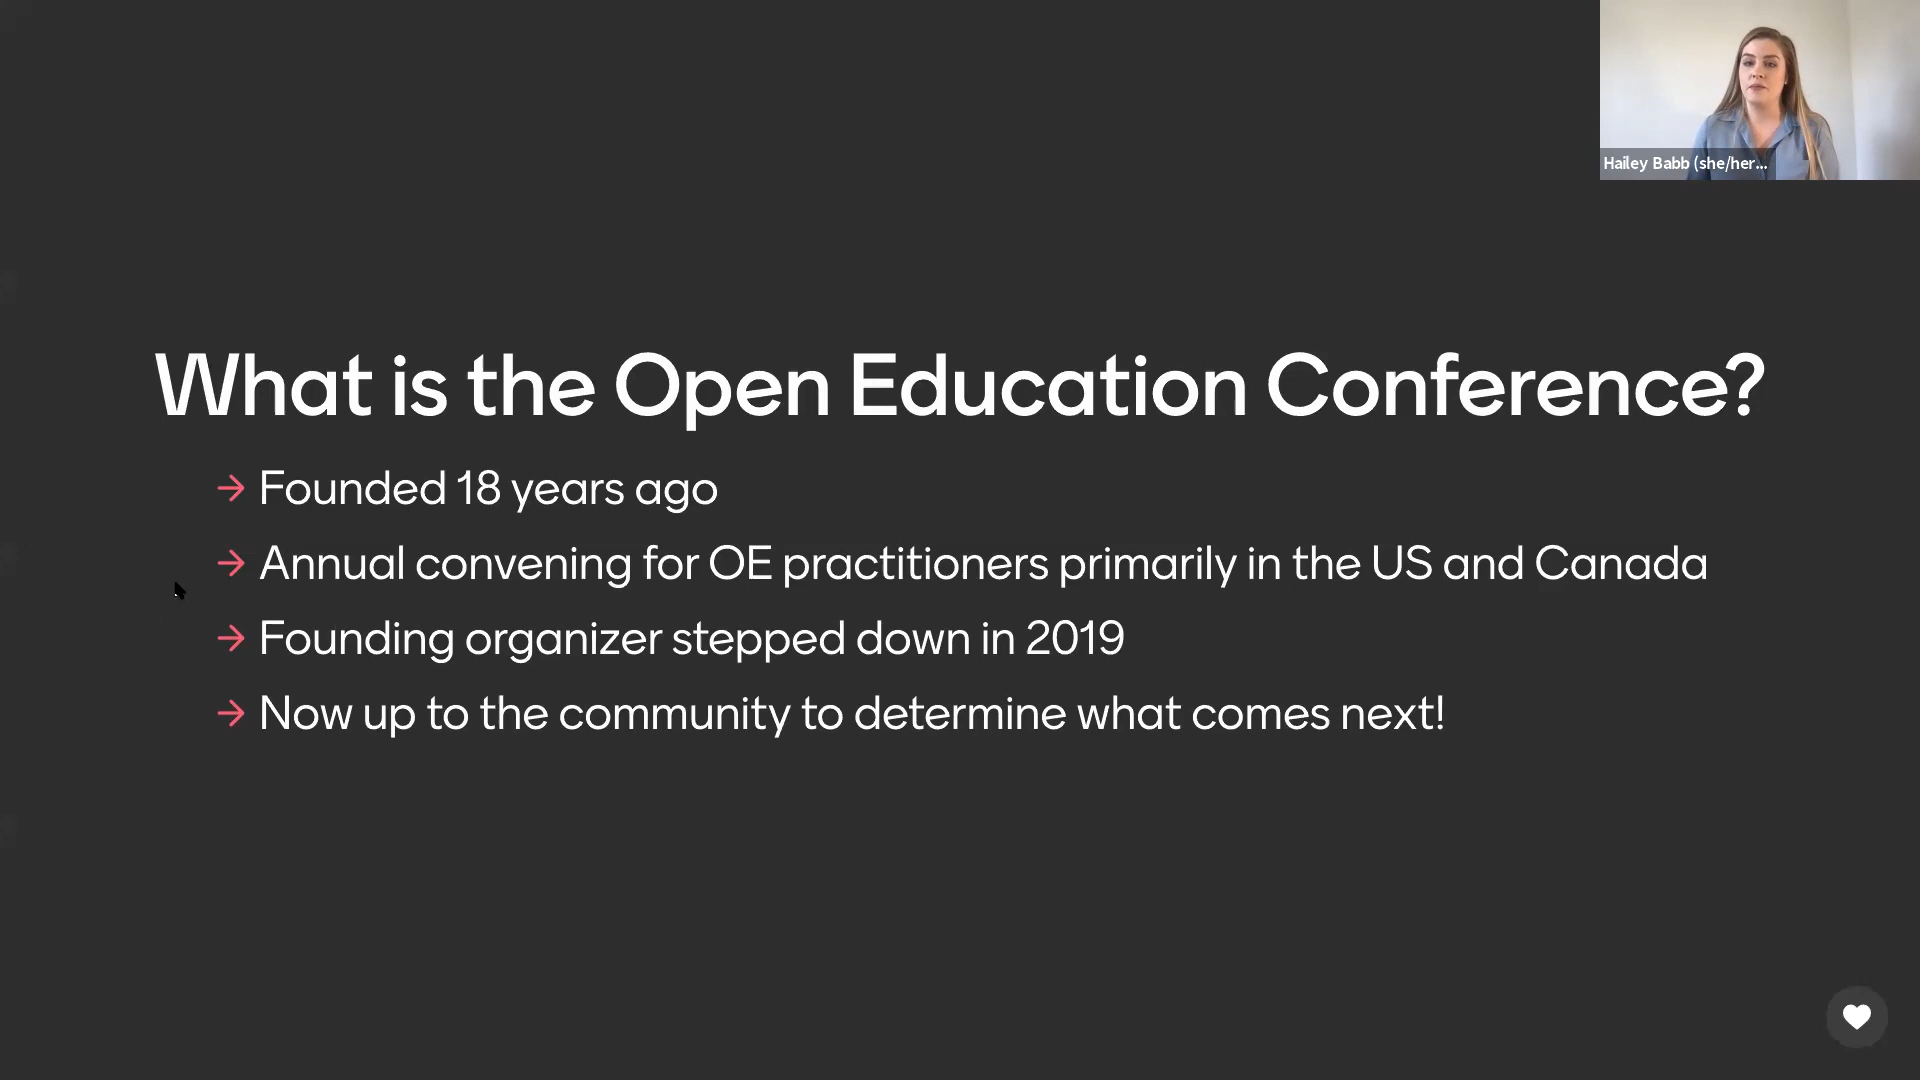 Hailey Babb (she/her...
What is the Open Education Conference?
→ Founded 18 years ago
→ Annual convening for OE practitioners primarily in the US and Canada
→ Founding organizer stepped down in 2019
→ Now up to the community to determine what comes next!